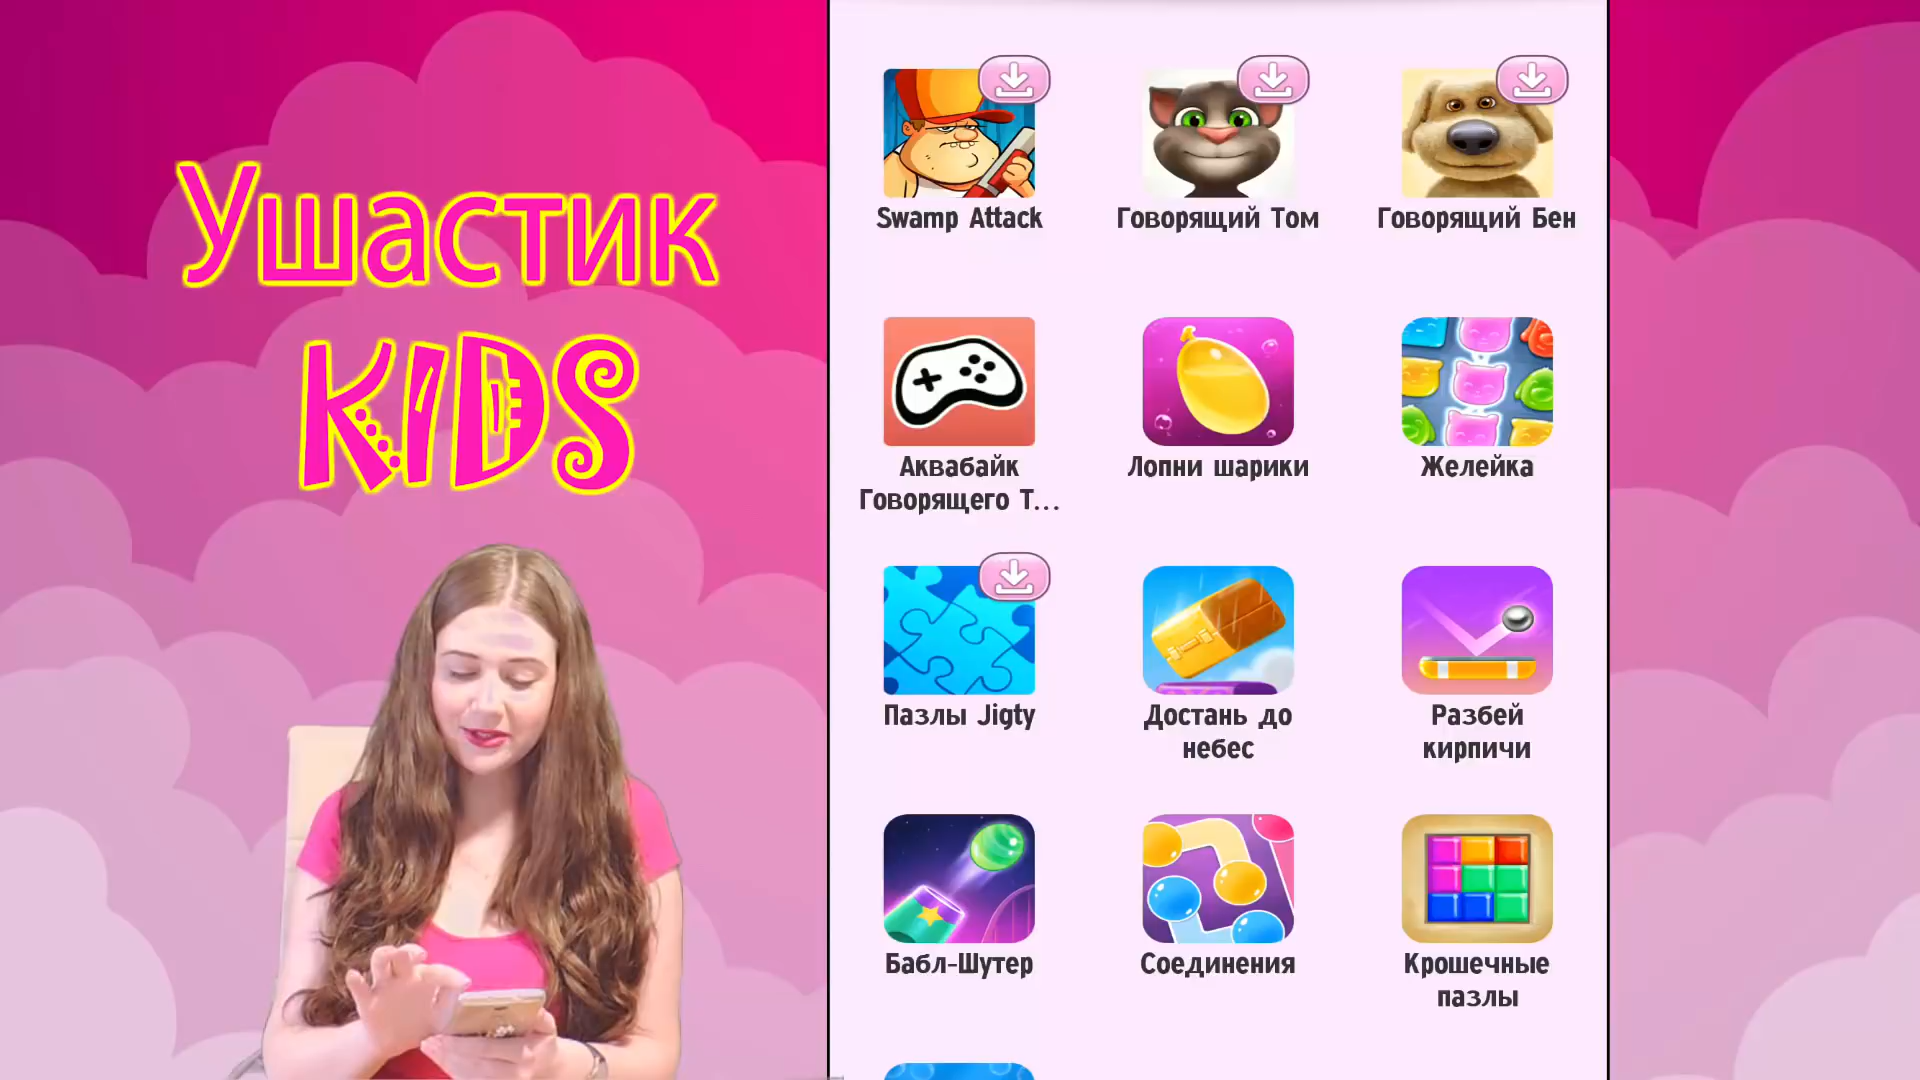 Ушастик
KIDS
Swamp Attack
Говорящий Том
Говорящий Бен
Аквабайк
Говорящего Т...
Лопни шарики
Желейка
Пазлы Jigty
Достань до
небес
Разбей
кирпичи
Бабл-Шутер
Соединения
Крошечные
пазлы